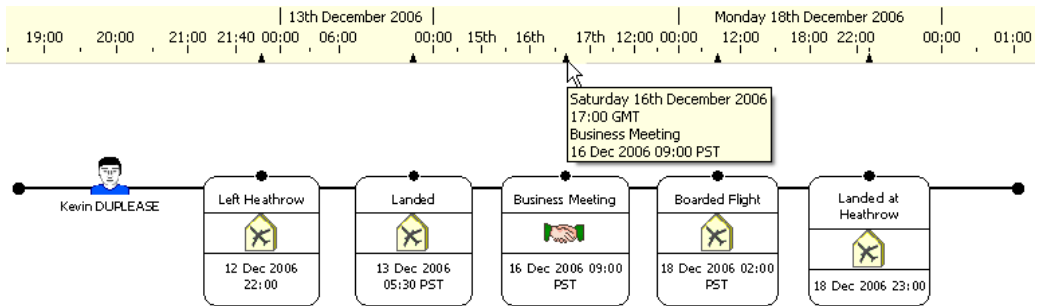 13th December 2006 Monday 18th December 2006
19:00 20:00 21:00 21:40 00:00 06:00 00:00 15th 16th 17th 12:00 00:00 12:00 18:00 22:00 00:00 01:00
Saturday 16th December 2006
17:00 GMT
Business Meeting
16 Dec 2006 09:00 PST
Kevin DUPLEASE
Left Heathrow
12 Dec 2006
22:00
Landed
13 Dec 2006
05:30 PST
Business Meeting
16 Dec 2006 09:00
PST
Boarded Flight
18 Dec 2006 02:00
PST
Landed at
Heathrow
18 Dec 2006 23:00